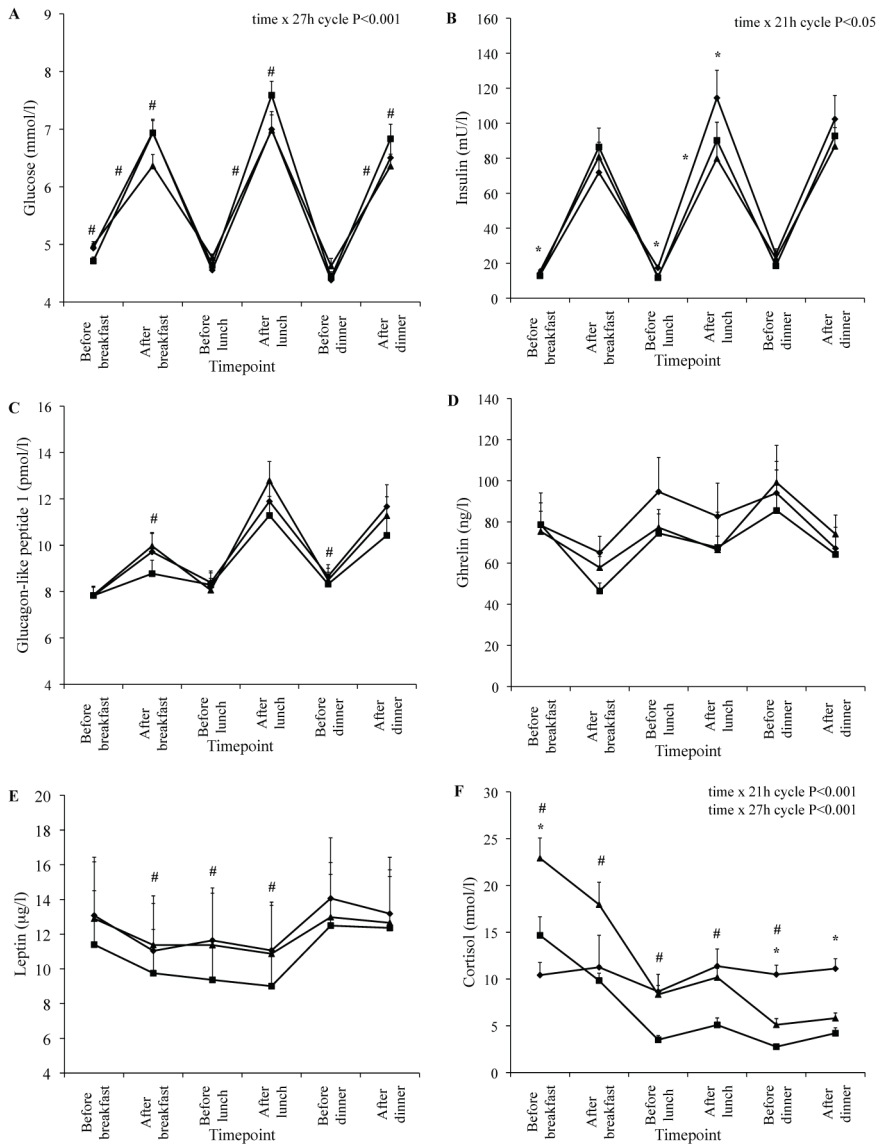 A
time x 27h cycle P<0.001
Glucose (mmol/l)
9
8
7
6
5
4
#
#
#
#
#
#
#
Before breakfast
After breakfast
Before lunch
After lunch
Before dinner
After dinner
Timepoint
B
time x 21h cycle P<0.05
Insulin (mU/l)
160
140
120
100
80
60
40
20
0
*
*
*
*
Before breakfast
After breakfast
Before lunch
After lunch
Before dinner
After dinner
Timepoint
C
Glucagon-like peptide 1 (pmol/l)
16
14
12
10
8
6
4
#
#
Before breakfast
After breakfast
Before lunch
After lunch
Before dinner
After dinner
Timepoint
D
Ghrelin (ng/l)
140
120
100
80
60
40
20
0
Before breakfast
After breakfast
Before lunch
After lunch
Before dinner
After dinner
Timepoint
E
Leptin (µg/l)
20
18
16
14
12
10
8
6
4
#
#
#
Before breakfast
After breakfast
Before lunch
After lunch
Before dinner
After dinner
Timepoint
F
time x 21h cycle P<0.001
time x 27h cycle P<0.001
Cortisol (nmol/l)
30
25
20
15
10
5
0
#
*
#
#
#
#
*
*
Before breakfast
After breakfast
Before lunch
After lunch
Before dinner
After dinner
Timepoint